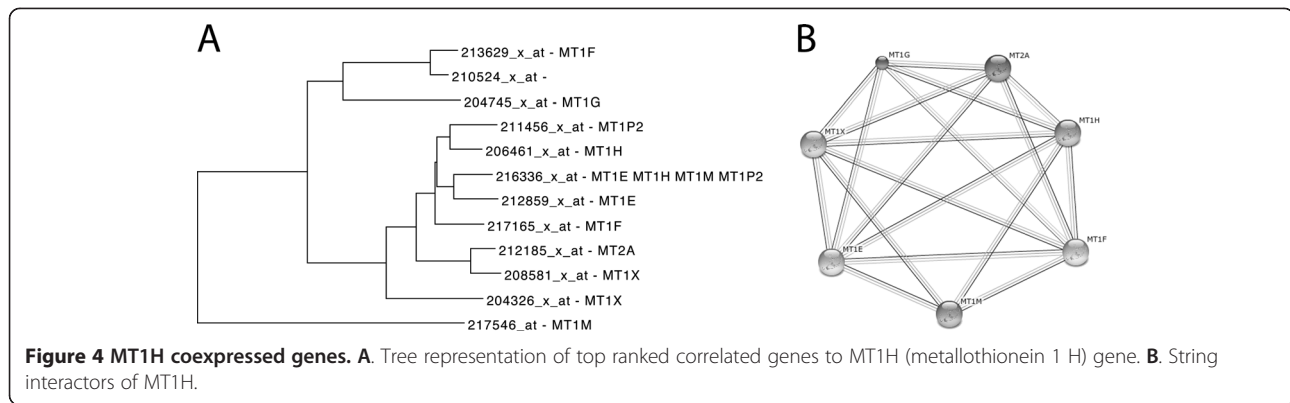 A
213629_x_at - MT1F
210524_x_at -
204745_x_at - MT1G
211456_x_at - MT1P2
206461_x_at - MT1H
216336_x_at - MT1E MT1H MT1M MT1P2
212859_x_at - MT1E
217165_x_at - MT1F
212185_x_at - MT2A
208581_x_at - MT1X
204326_x_at - MT1X
217546_at - MT1M
B
MT1G
MT2A
MT1H
MT1X
MT1F
MT1E
MT1M
Figure 4 MT1H coexpressed genes. A. Tree representation of top ranked correlated genes to MT1H (metallothionein 1 H) gene. B. String
interactors of MT1H.